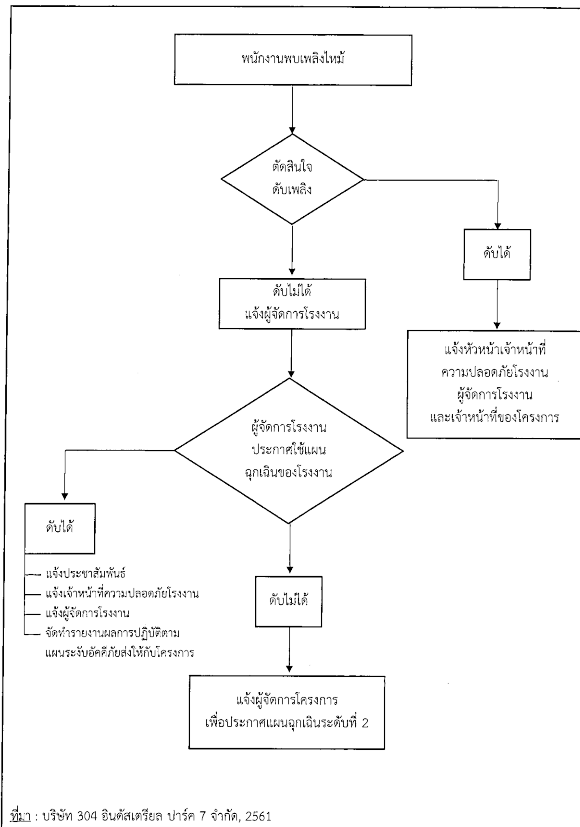 พนักงานพบเพลิงไหม้
ตัดสินใจ
ดับเพลิง
ดับได้
ดับไม่ได้
แจ้งผู้จัดการโรงงาน
แจ้งหัวหน้าเจ้าหน้าที่
ความปลอดภัยโรงงาน
ผู้จัดการโรงงาน
และเจ้าหน้าที่ของโครงการ
ผู้จัดการโรงงงาน
ประกาศใช้แผน
ฉุกเฉินของโรงงาน
ดับได้
แจ้งประชาสัมพันธ์
แจ้งเจ้าหน้าที่ความปลอดภัยโรงงาน
แจ้งผู้จัดการโรงงาน
จัดทำรายงานผลการปฏิบัติตาม
แผนระงับอัคคีภัยส่งให้กับโครงการ
ดับไม่ได้
แจ้งผู้จัดการโครงการ
เพื่อประกาศแผนฉุกเฉินระดับที่ 2
ที่มา : บริษัท 304 อินดัสเตรียล ปาร์ค 7 จำกัด, 2561